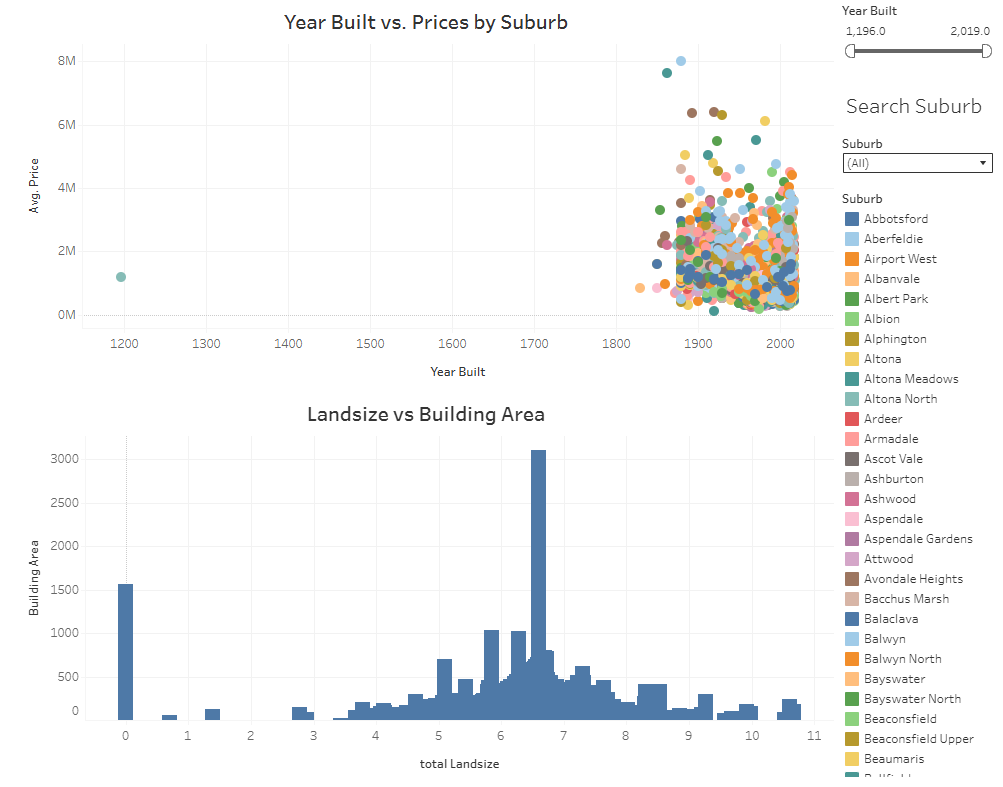 Year Built vs. Prices by Suburb
8M
6M
4M
2M
0M
Avg. Price
1200 1300 1400 1500 1600 1700 1800 1900 2000
Year Built
Landsize vs Building Area
3000
2500
2000
1500
1000
500
0
Building Area
0 1 2 3 4 5 6 7 8 9 10 11
total Landsize
Year Built
1,196.0 2,019.0
Search Suburb
Suburb
(All)
Suburb
Abbotsford
Aberfeldie
Airport West
Albanvale
Albert Park
Albion
Alphington
Altona
Altona Meadows
Altona North
Ardeer
Armadale
Ascot Vale
Ashburton
Ashwood
Aspendale
Aspendale Gardens
Attwood
Avondale Heights
Bacchus Marsh
Balaclava
Balwyn
Balwyn North
Bayswater
Bayswater North
Beaconsfield
Beaconsfield Upper
Beaumaris